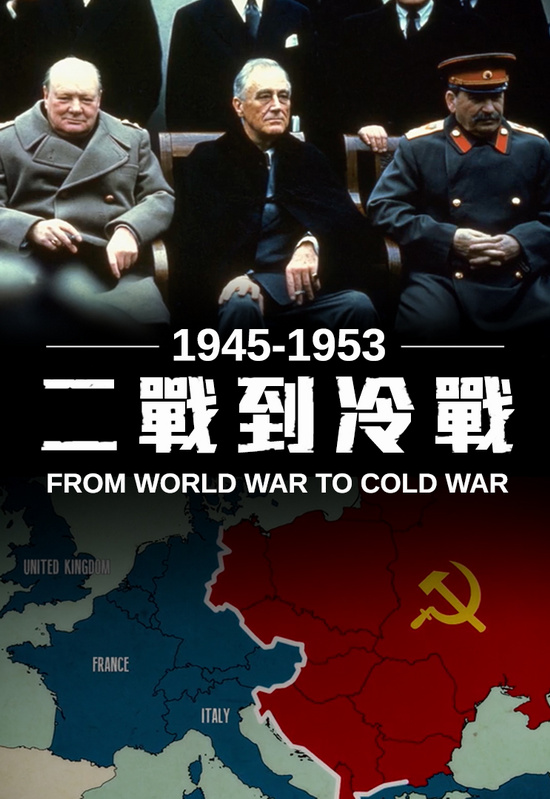 1945-1953
二戰到冷戰
FROM WORLD WAR TO COLD WAR
UNITED KINGDOM
FRANCE
ITALY